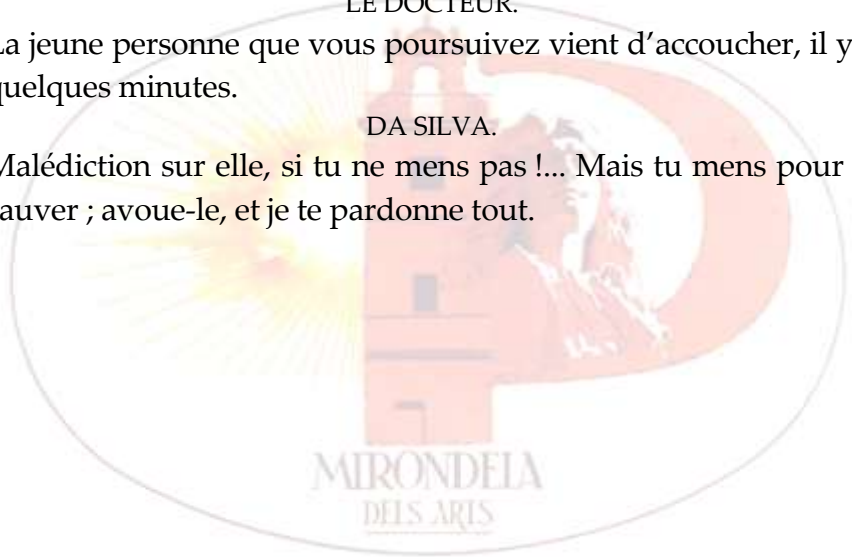 LE DOCTEUR.
La jeune personne que vous poursuivez vient d’accoucher, il y
quelques minutes.
DA SILVA.
Malédiction sur elle, si tu ne mens pas !... Mais tu mens pour
sauver ; avoue-le, et je te pardonne tout.
MIRONDELA
DELS ARTS